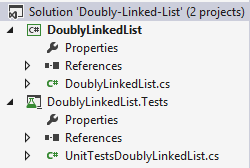 Solution 'Doubly-Linked-List' (2 projects)
C# DoublyLinkedList
Properties
References
C# DoublyLinkedList.cs
DoublyLinkedList.Tests
Properties
References
C# UnitTestsDoublyLinkedList.cs